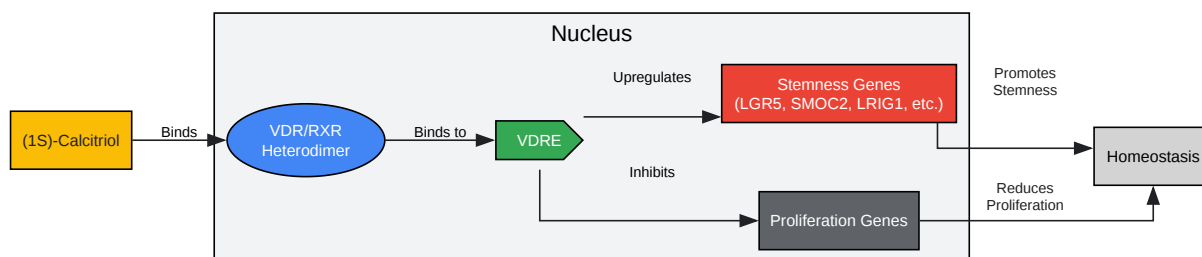 Nucleus
(1S)-Calcitriol
Binds
VDR/RXR
Heterodimer
Binds to
VDRE
Upregulates
Stemness Genes
(LGR5, SMOC2, LRIG1, etc.)
Promotes
Stemness
Inhibits
Proliferation Genes
Reduces
Proliferation
Homeostasis